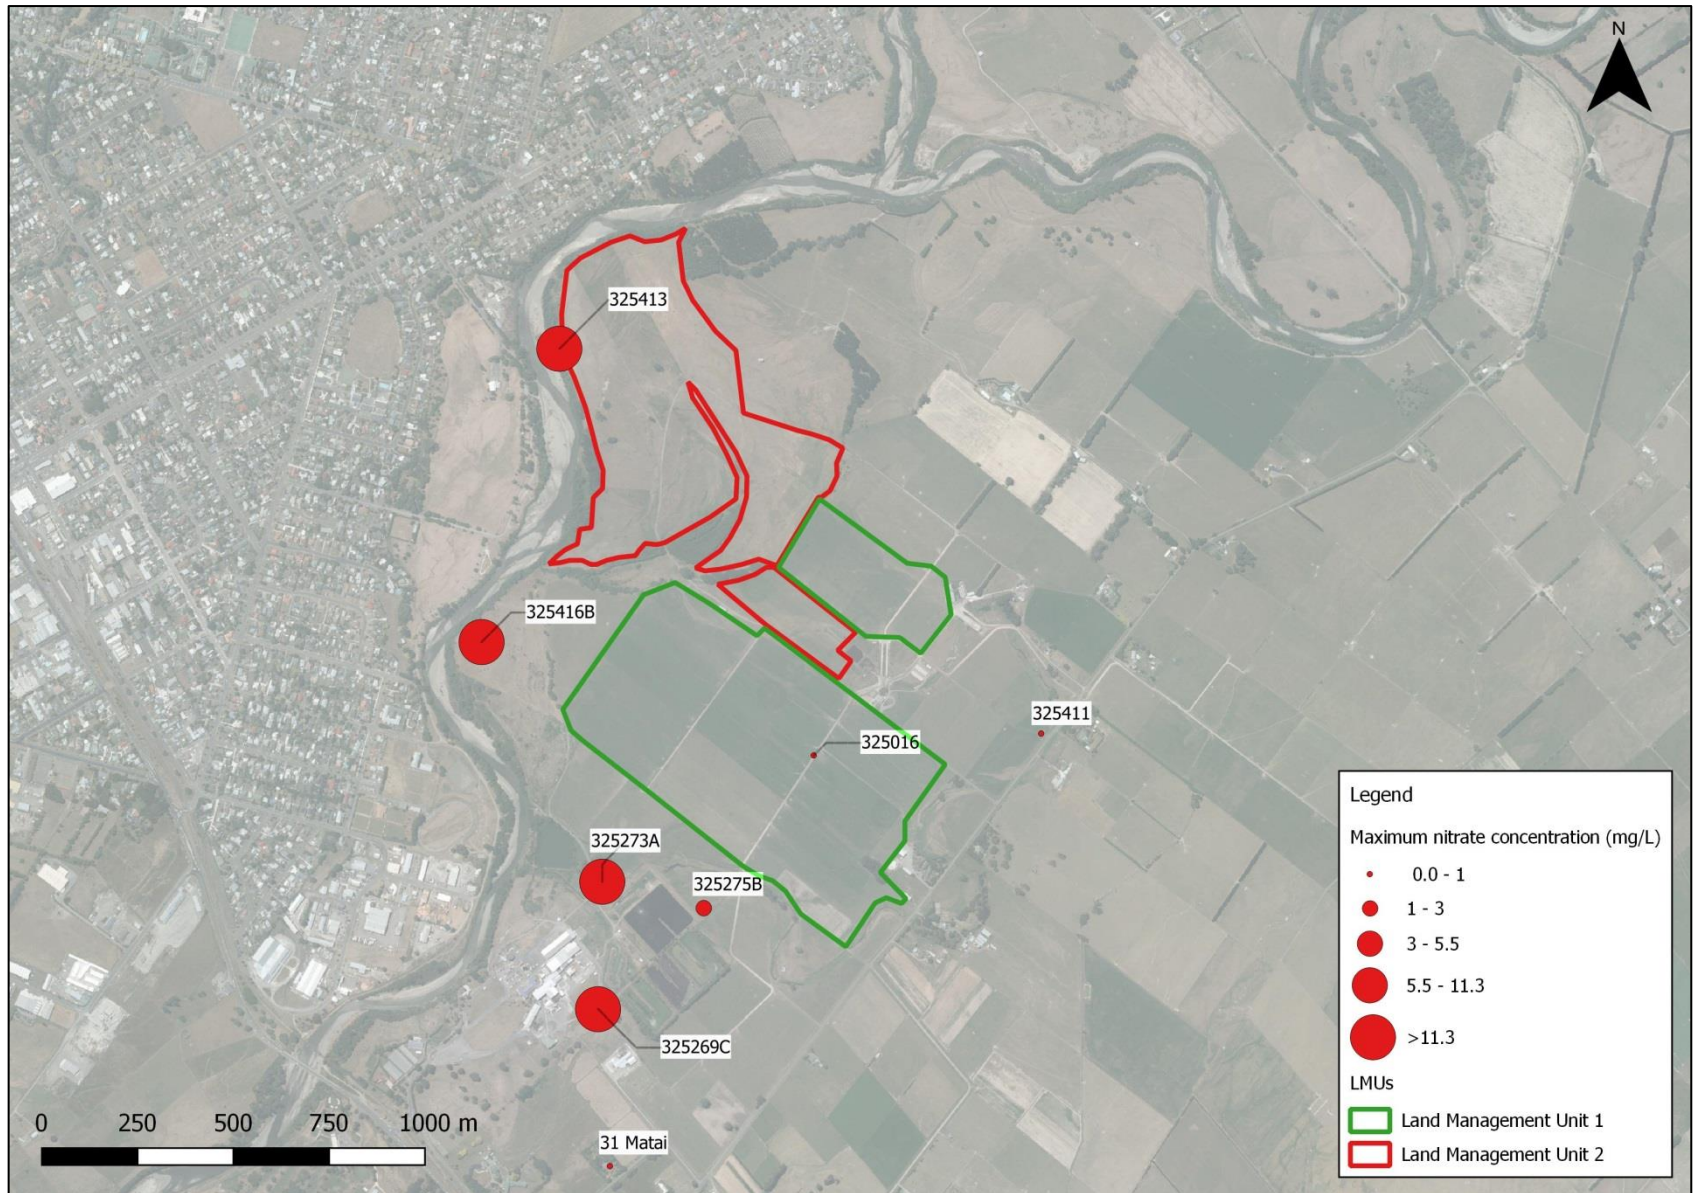 N
325413
325416B
325411
325016
325273A
325275B
325269C
31 Matai
0 250 500 750 1000 m
Legend
Maximum nitrate concentration (mg/L)
0.0 - 1
1 - 3
3 - 5.5
5.5 - 11.3
>11.3
LMUs
Land Management Unit 1
Land Management Unit 2